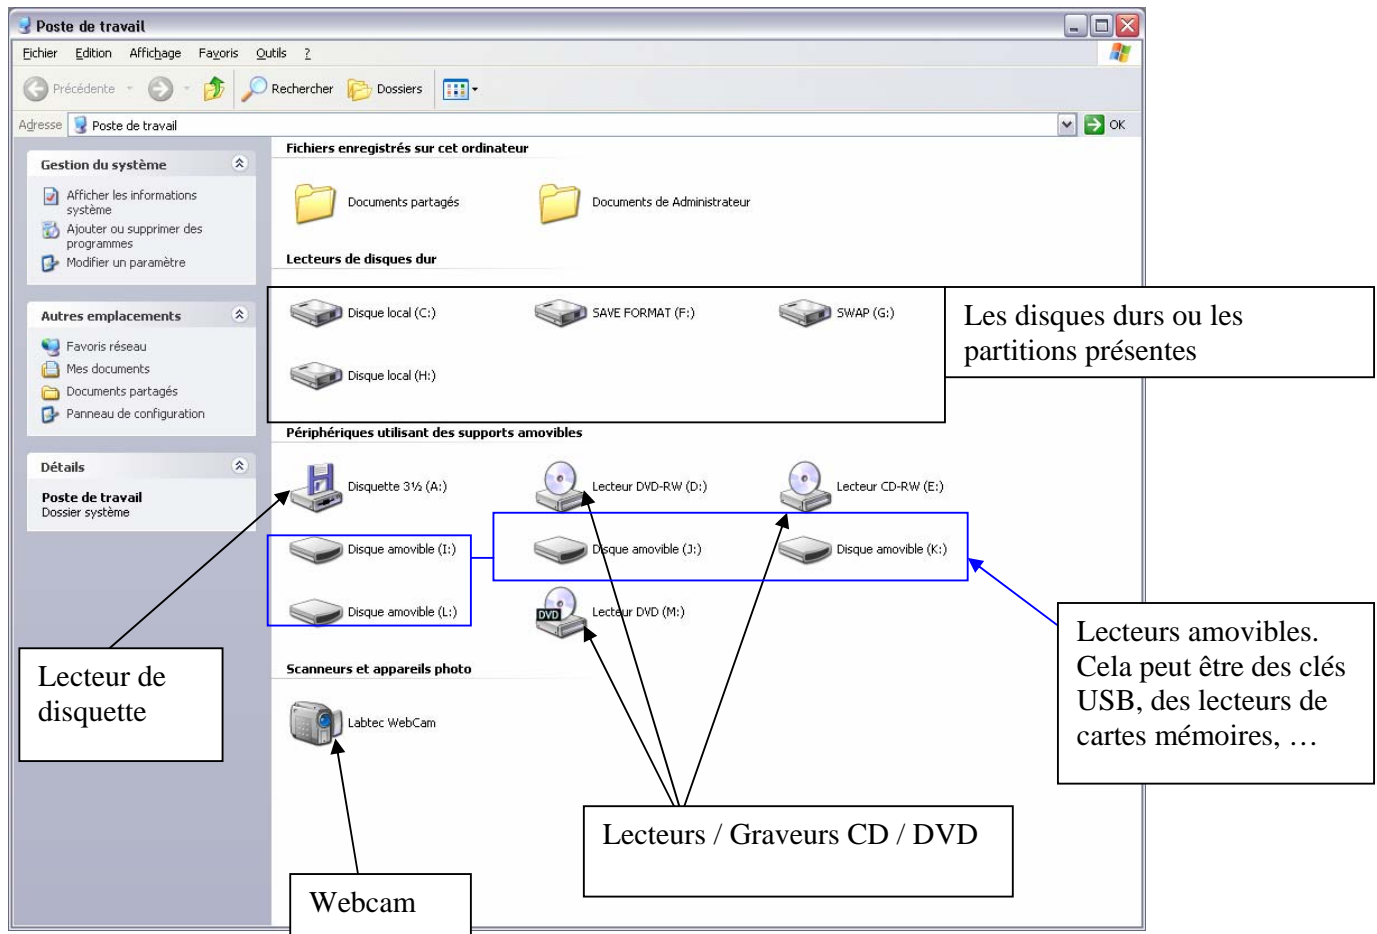 Poste de travail
Fichier Edition Affichage Favoris Outils ?
Précédente Rechercher Dossiers
Adresse Poste de travail OK
Gestion du système
Afficher les informations
système
Ajouter ou supprimer des
programmes
Modifier un paramètre
Autres emplacements
Favoris réseau
Mes documents
Documents partagés
Panneau de configuration
Détails
Poste de travail
Dossier système
Fichiers enregistrés sur cet ordinateur
Documents partagés
Documents de Administrateur
Lecteurs de disques dur
Disque local (C:)
SAVE FORMAT (F:)
SWAP (G:)
Disque local (H:)
Les disques durs ou les
partitions présentes
Périphériques utilisant des supports amovibles
Disquette 3½ (A:)
Lecteur DVD-RW (D:)
Lecteur CD-RW (E:)
Disque amovible (I:)
Disque amovible (J:)
Disque amovible (K:)
Disque amovible (L:)
DVD
Lecteur DVD (M:)
Lecteurs amovibles.
Cela peut être des clés
USB, des lecteurs de
cartes mémoires, …
Lecteur de
disquette
Scanneurs et appareils photo
Labtec WebCam
Lecteurs / Graveurs CD / DVD
Webcam